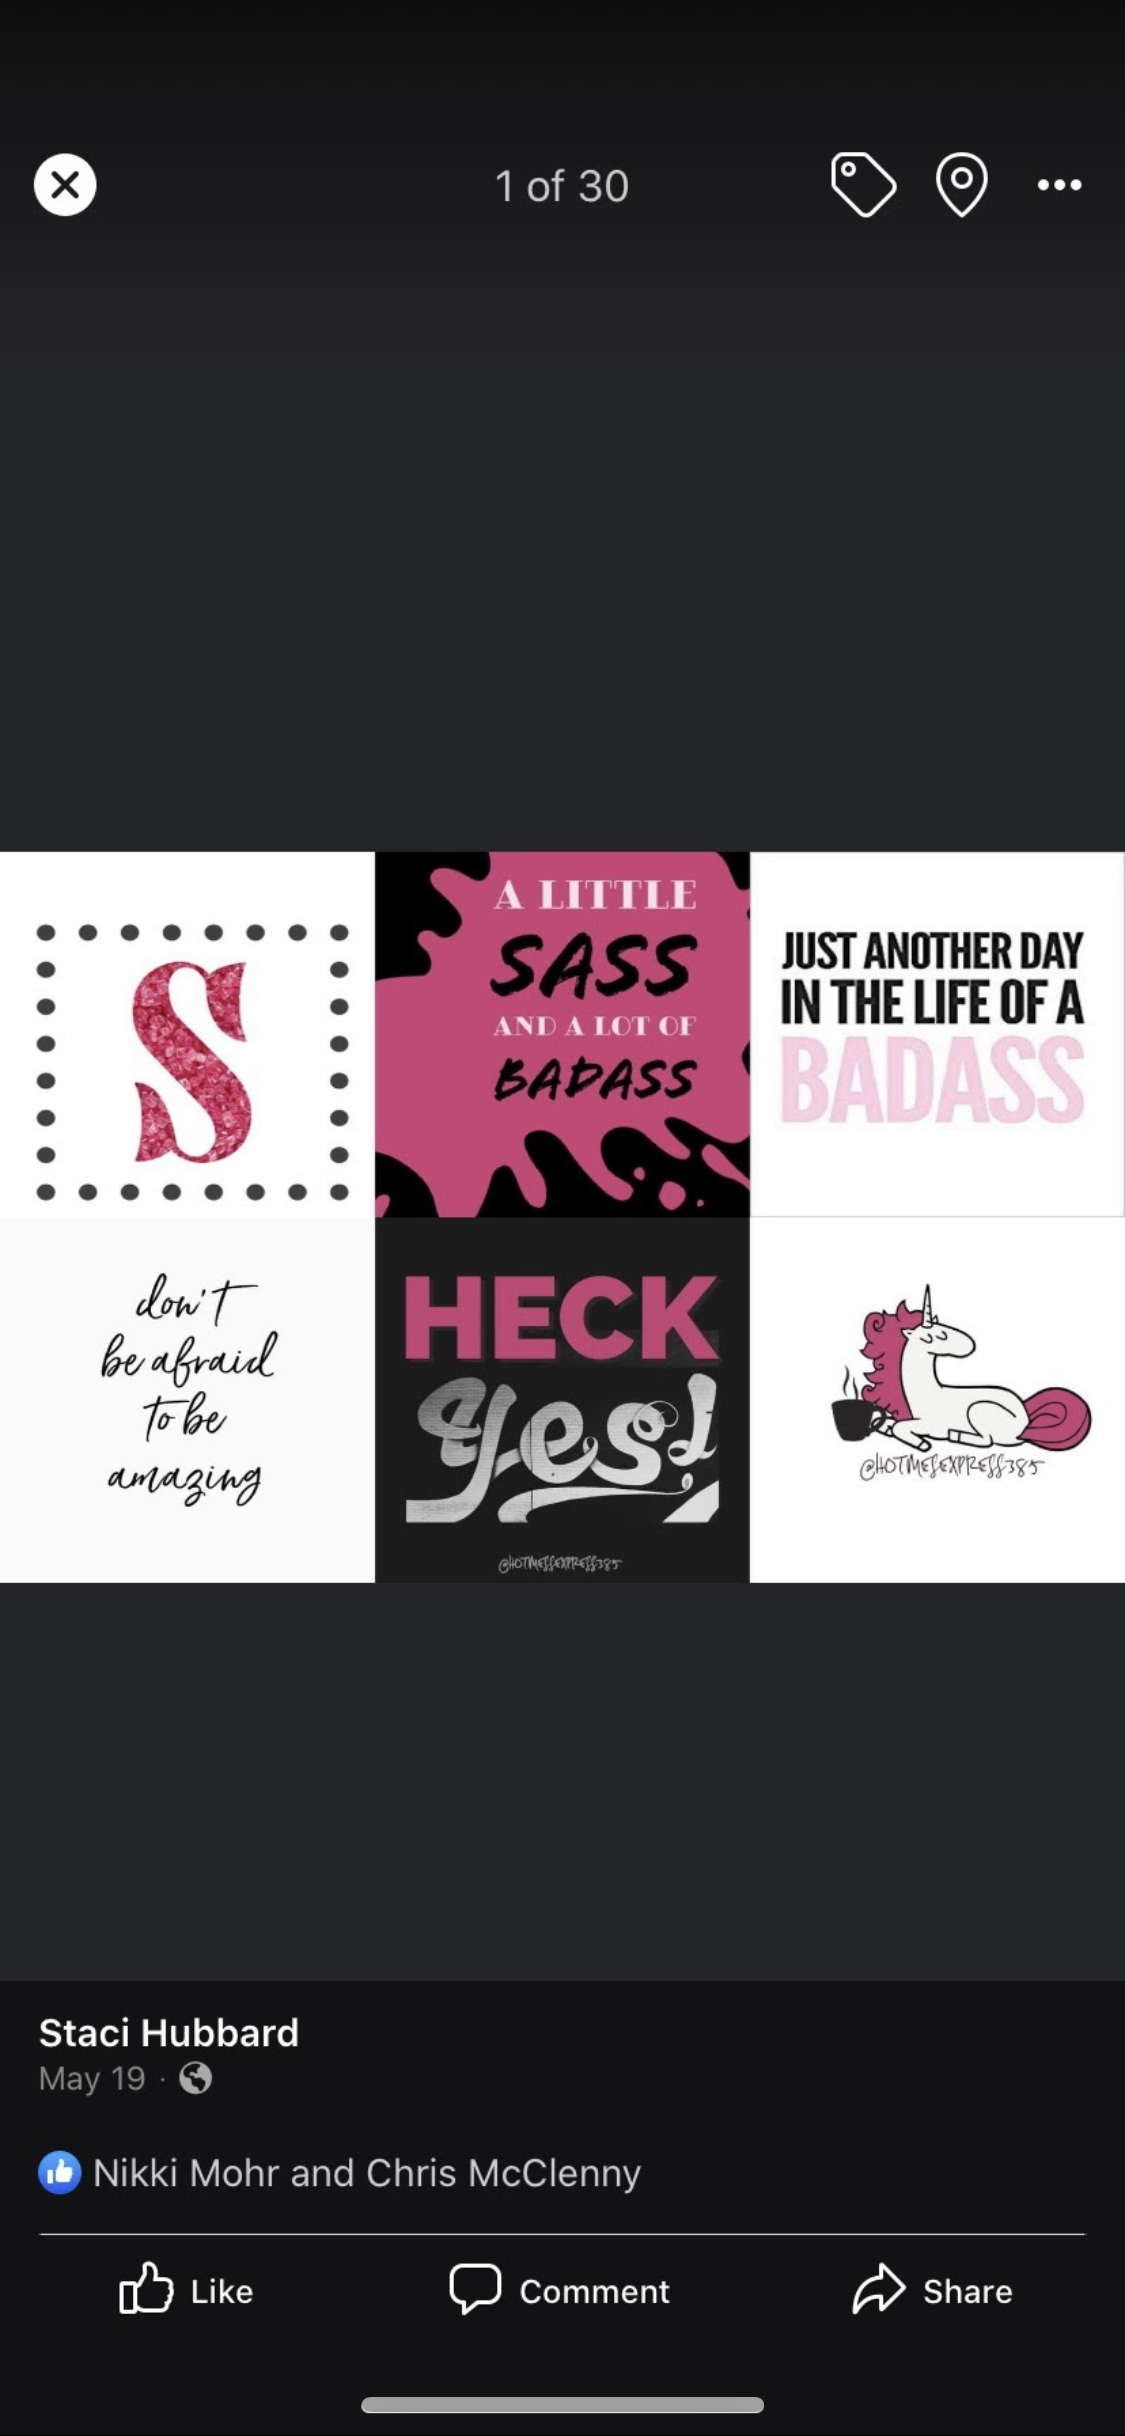 1 of 30
S
A LITTLE
SASS
AND A LOT OF
BADASS
JUST ANOTHER DAY
IN THE LIFE OF A
BADASS
don't
be afraid
to be
amazing
HECK
Yes!
@HOTMESSEXPRESS385
@HOTMESEXPRESS385
Staci Hubbard
May 19 ·
Nikki Mohr and Chris McClenny
Like
Comment
Share